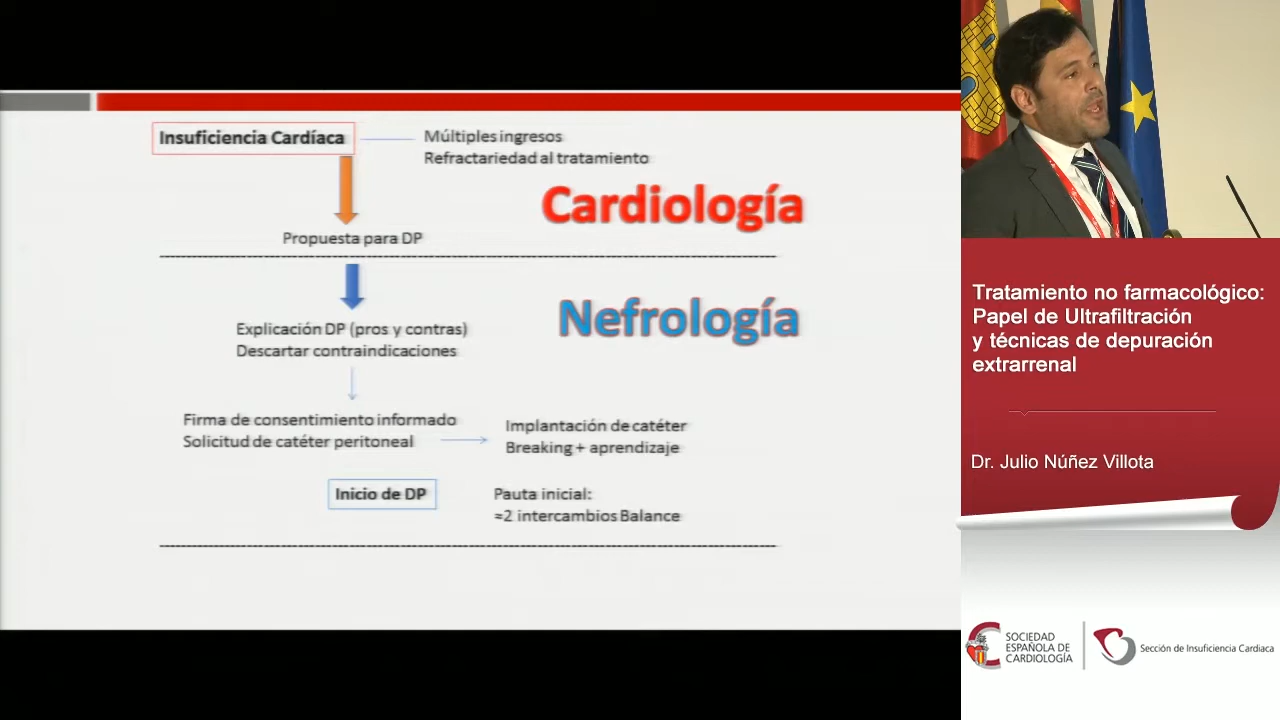 Insuficiencia Cardíaca
Múltiples ingresos
Refractariedad al tratamiento
Cardiología
Propuesta para DP
Nefrología
Explicación DP (pros y contras)
Descartar contraindicaciones
Firma de consentimiento informado
Solicitud de catéter peritoneal
Implantación de catéter
Breaking + aprendizaje
Inicio de DP
Pauta inicial:
≈2 intercambios Balance
Tratamiento no farmacológico:
Papel de Ultrafiltración
y técnicas de depuración
extrarrenal
Dr. Julio Núñez Villota
SOCIEDAD
ESPAÑOLA DE
CARDIOLOGÍA
Sección de Insuficiencia Cardiaca